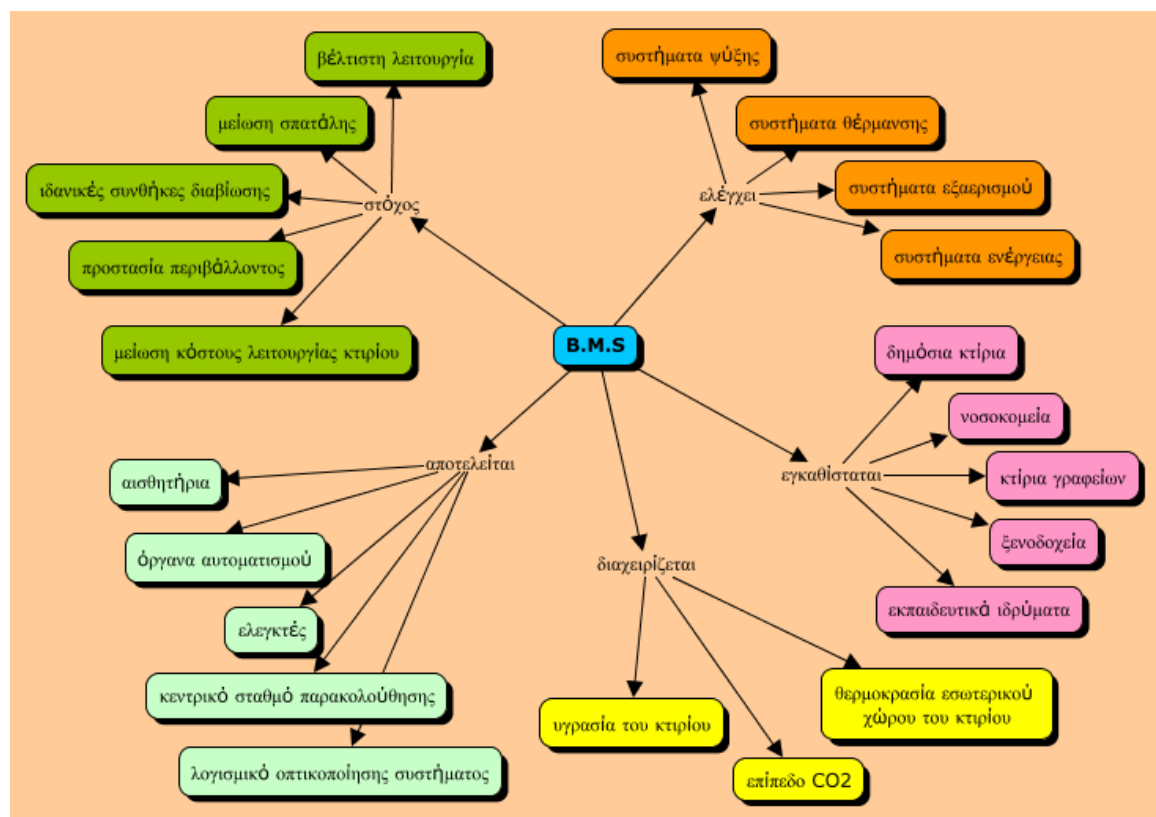 βέλτιστη λειτουργία
μείωση σπατάλης
ιδανικές συνθήκες διαβίωσης
στόχος
προστασία περιβάλλοντος
μείωση κόστους λειτουργίας κτιρίου
συστήματα ψύξης
συστήματα θέρμανσης
συστήματα εξαερισμού
ελέγχει
συστήματα ενέργειας
B.M.S
δημόσια κτίρια
νοσοκομεία
εγκαθίσταται
κτίρια γραφείων
ξενοδοχεία
εκπαιδευτικά ιδρύματα
αποτελείται
αισθητήρια
όργανα αυτοματισμού
ελεγκτές
κεντρικό σταθμό παρακολούθησης
λογισμικό οπτικοποίησης συστήματος
διαχειρίζεται
υγρασία του κτιρίου
επίπεδο CO2
θερμοκρασία εσωτερικού
χώρου του κτιρίου